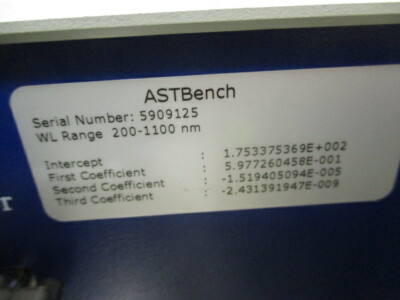 ASTBench
Serial Number: 5909125
WL Range 200-1100 nm
Intercept : 1.753375369E+002
First Coefficient : 5.977260458E-001
Second Coefficient : -1.519405094E-005
Third Coefficient : -2.431391947E-009